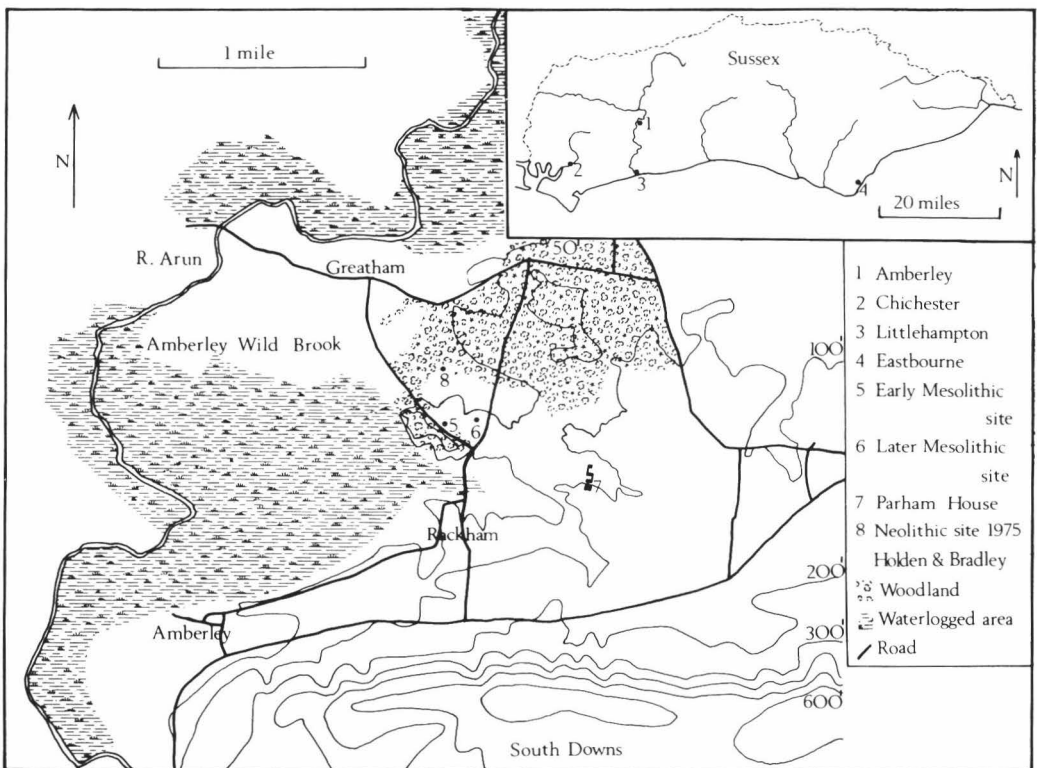 1 mile
N
R. Arun
Greatham
50
Amberley Wild Brook
8
5
6
7
Rackham
Amberley
South Downs
100'
200'
300'
600'
Sussex
1
2
3
4
N
20 miles
1 Amberley
2 Chichester
3 Littlehampton
4 Eastbourne
5 Early Mesolithic
site
6 Later Mesolithic
site
7 Parham House
8 Neolithic site 1975
Holden & Bradley
Woodland
Waterlogged area
Road